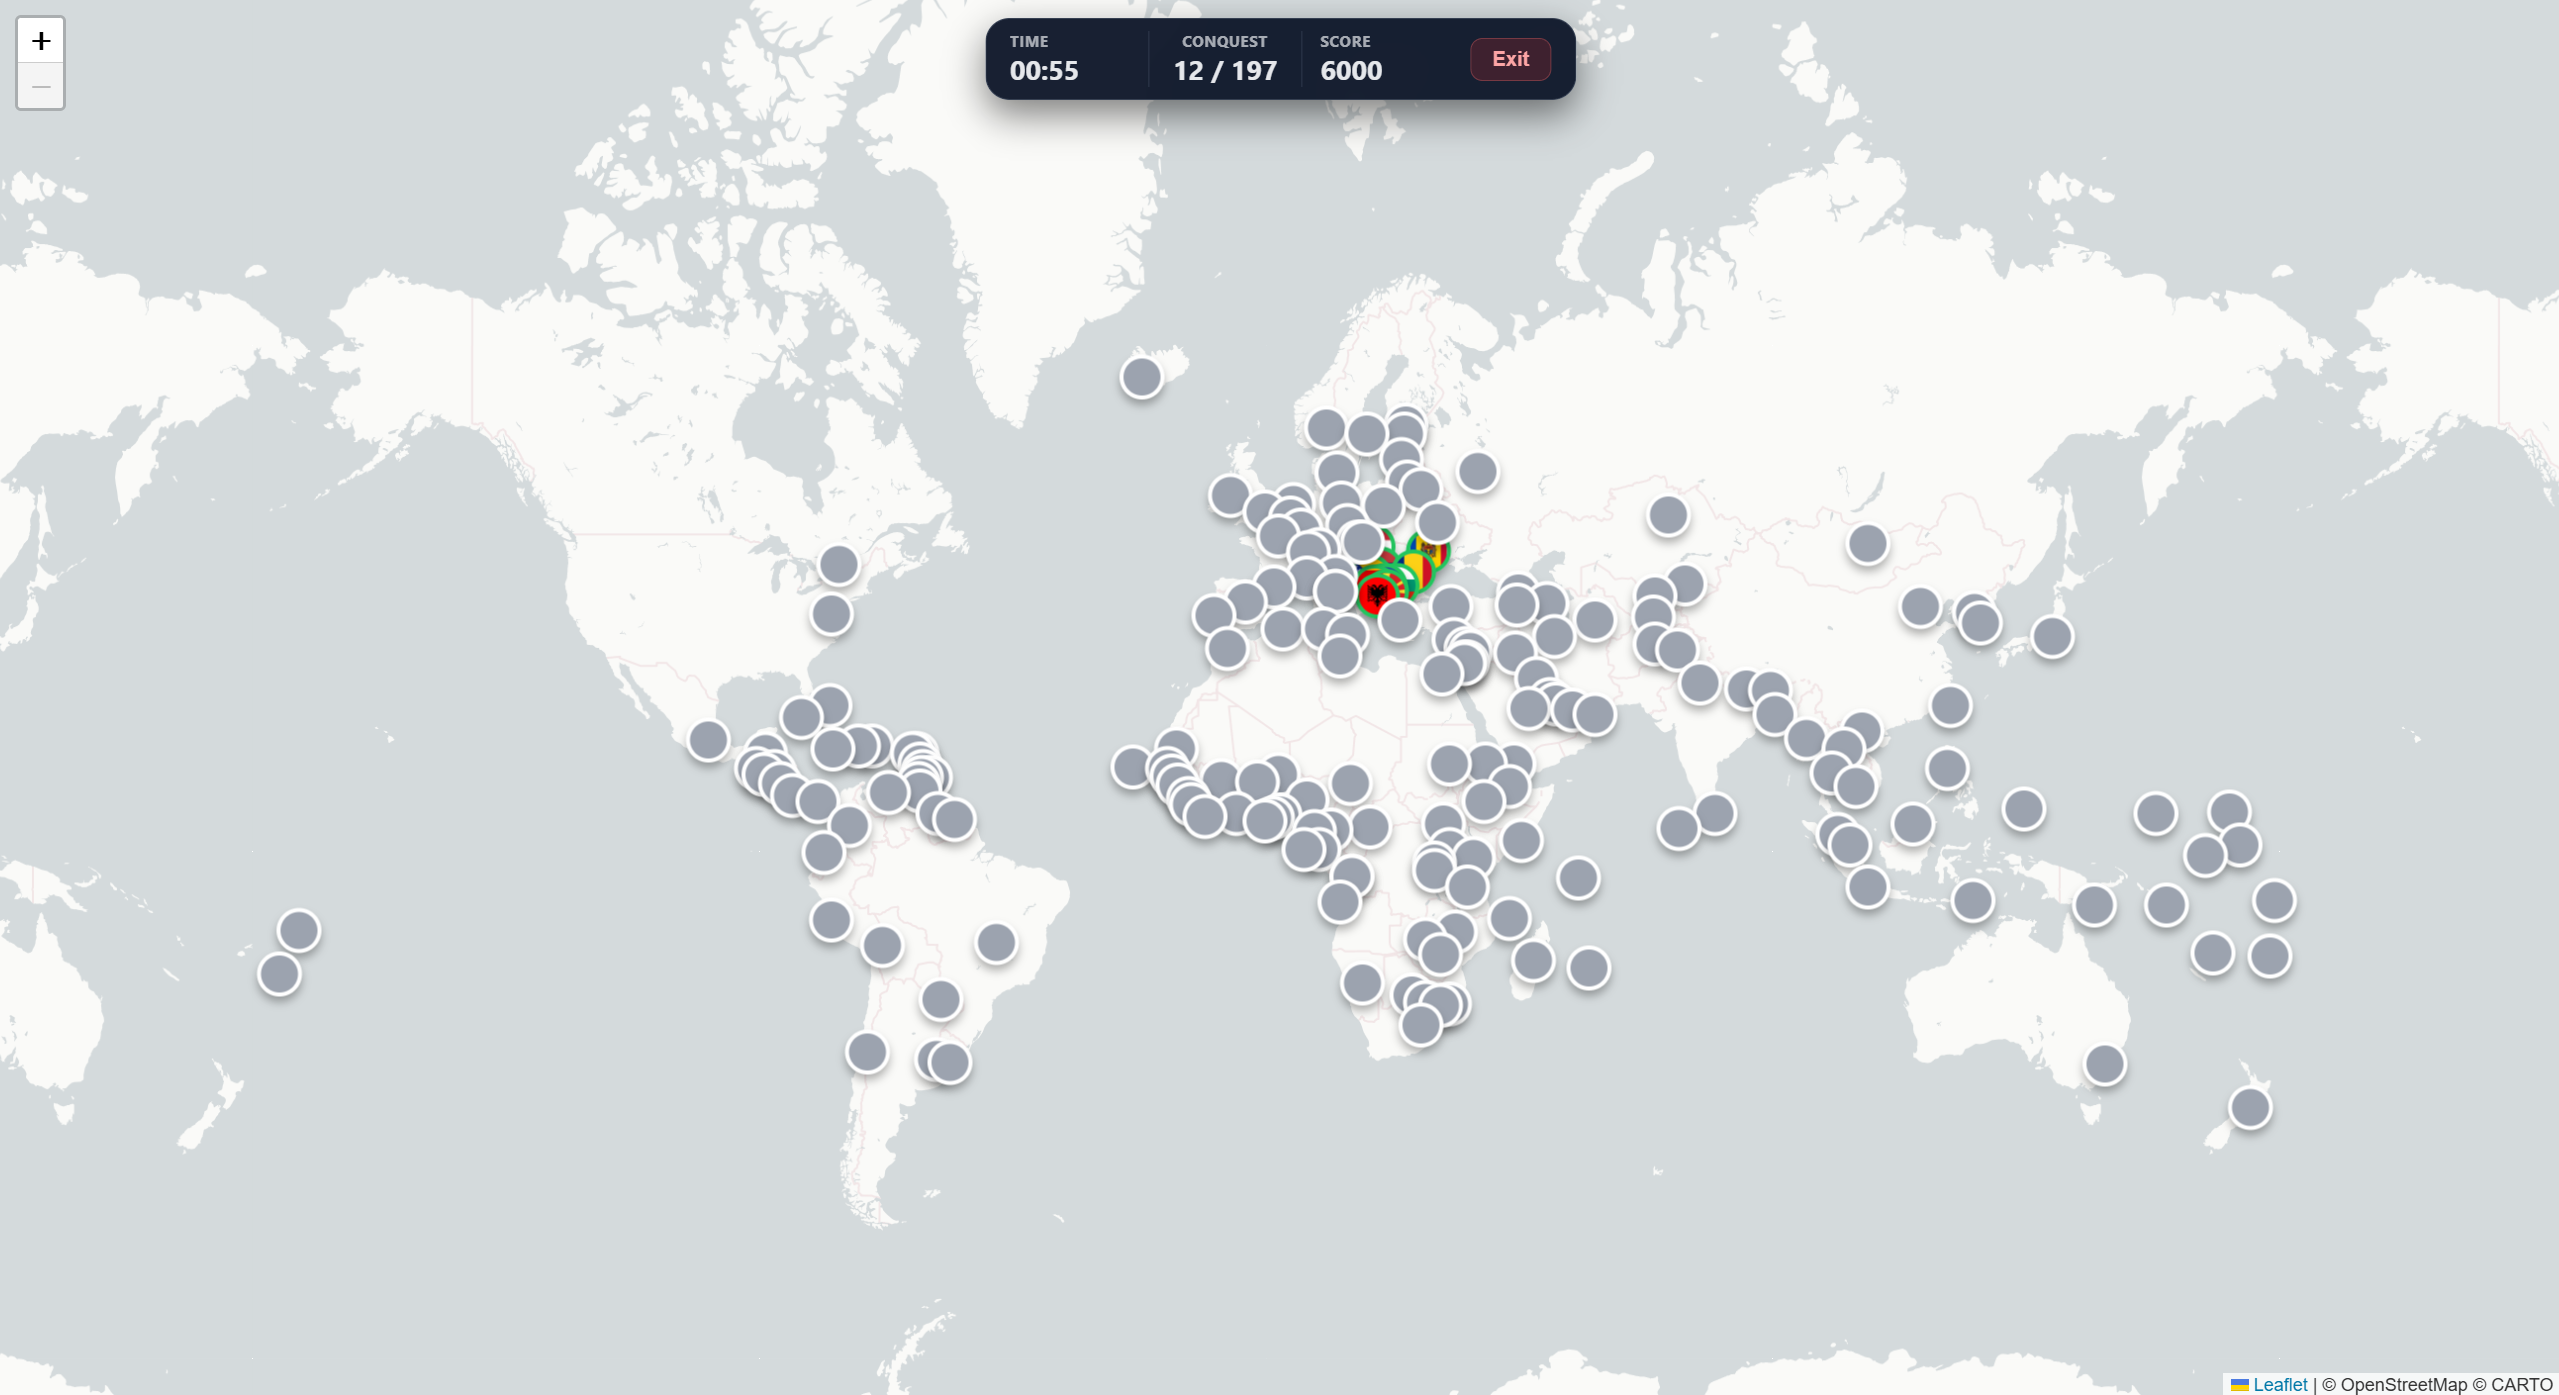 +
−
TIME
00:55
CONQUEST
12 / 197
SCORE
6000
Exit
Leaflet | © OpenStreetMap © CARTO